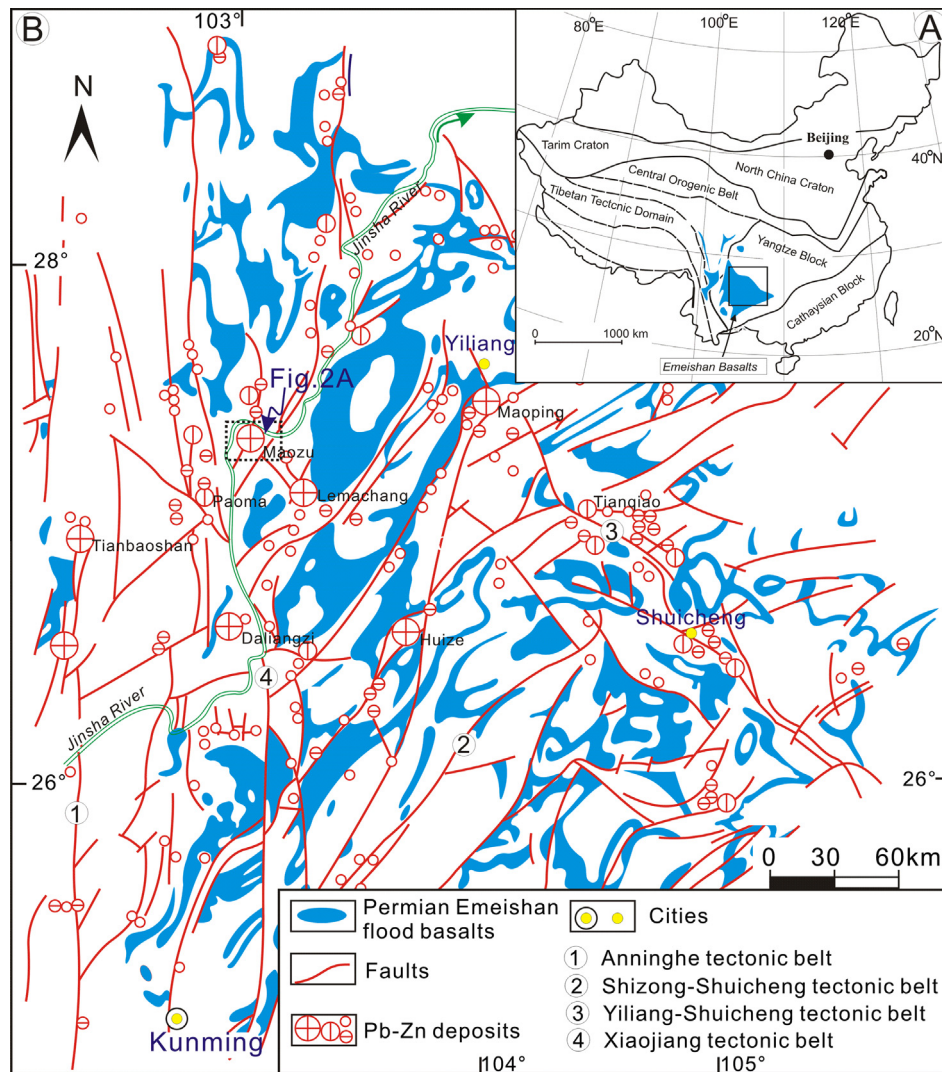 B
103°
A
80°E
100°E
120°E
N
Beijing
40°N
Tarim Craton
North China Craton
Central Orogenic Belt
Tibetan Tectcnic Domain
Yangtze Block
Cathaysian Block
20°N
0 1000 km
Emeishan Basalts
Jinsha River
28°
Yiliang
Fig.2A
Maoping
Maozu
Paoma
Lemachang
Tianqiao
3
Tianbaoshan
Shuicheng
Daliangzi
Huize
4
Jinsha River
2
26°
26°
1
0 30 60km
Permian Emeishan
flood basalts
Cities
Faults
1 Anninghe tectonic belt
2 Shizong-Shuicheng tectonic belt
3 Yiliang-Shuicheng tectonic belt
Pb-Zn deposits
4 Xiaojiang tectonic belt
Kunming
104°
105°